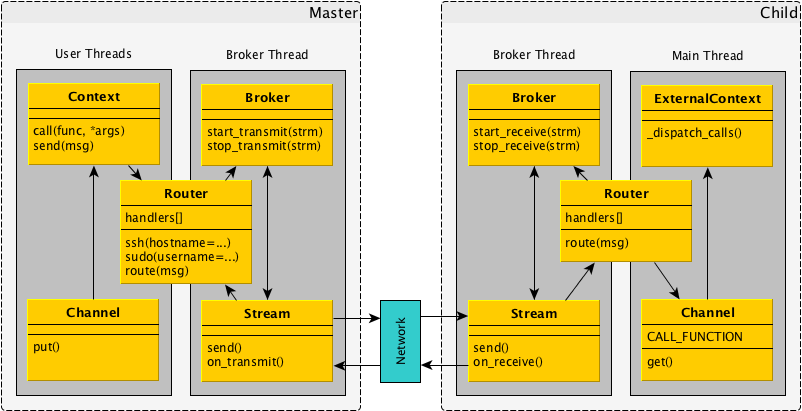 Master
User Threads
Context
call(func, *args)
send(msg)
Broker Thread
Broker
start_transmit(strm)
stop_transmit(strm)
Router
handlers[]
ssh(hostname=...)
sudo(username=...)
route(msg)
Channel
put()
Stream
send()
on_transmit()
Network
Child
Broker Thread
Broker
start_receive(strm)
stop_receive(strm)
Main Thread
ExternalContext
_dispatch_calls()
Router
handlers[]
route(msg)
Stream
send()
on_receive()
Channel
CALL_FUNCTION
get()